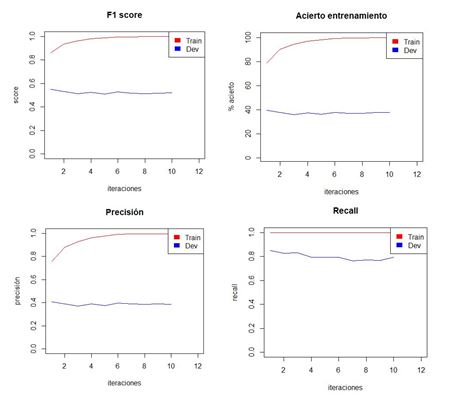 F1 score
Train
Dev
score
0.0 0.2 0.4 0.6 0.8 1.0
2 4 6 8 10 12
iteraciones
Acierto entrenamiento
Train
Dev
% acierto
0 20 40 60 80 100
2 4 6 8 10 12
iteraciones
Precisión
Train
Dev
precisión
0.0 0.2 0.4 0.6 0.8 1.0
2 4 6 8 10 12
iteraciones
Recall
Train
Dev
recall
0.0 0.2 0.4 0.6 0.8 1.0
2 4 6 8 10 12
iteraciones